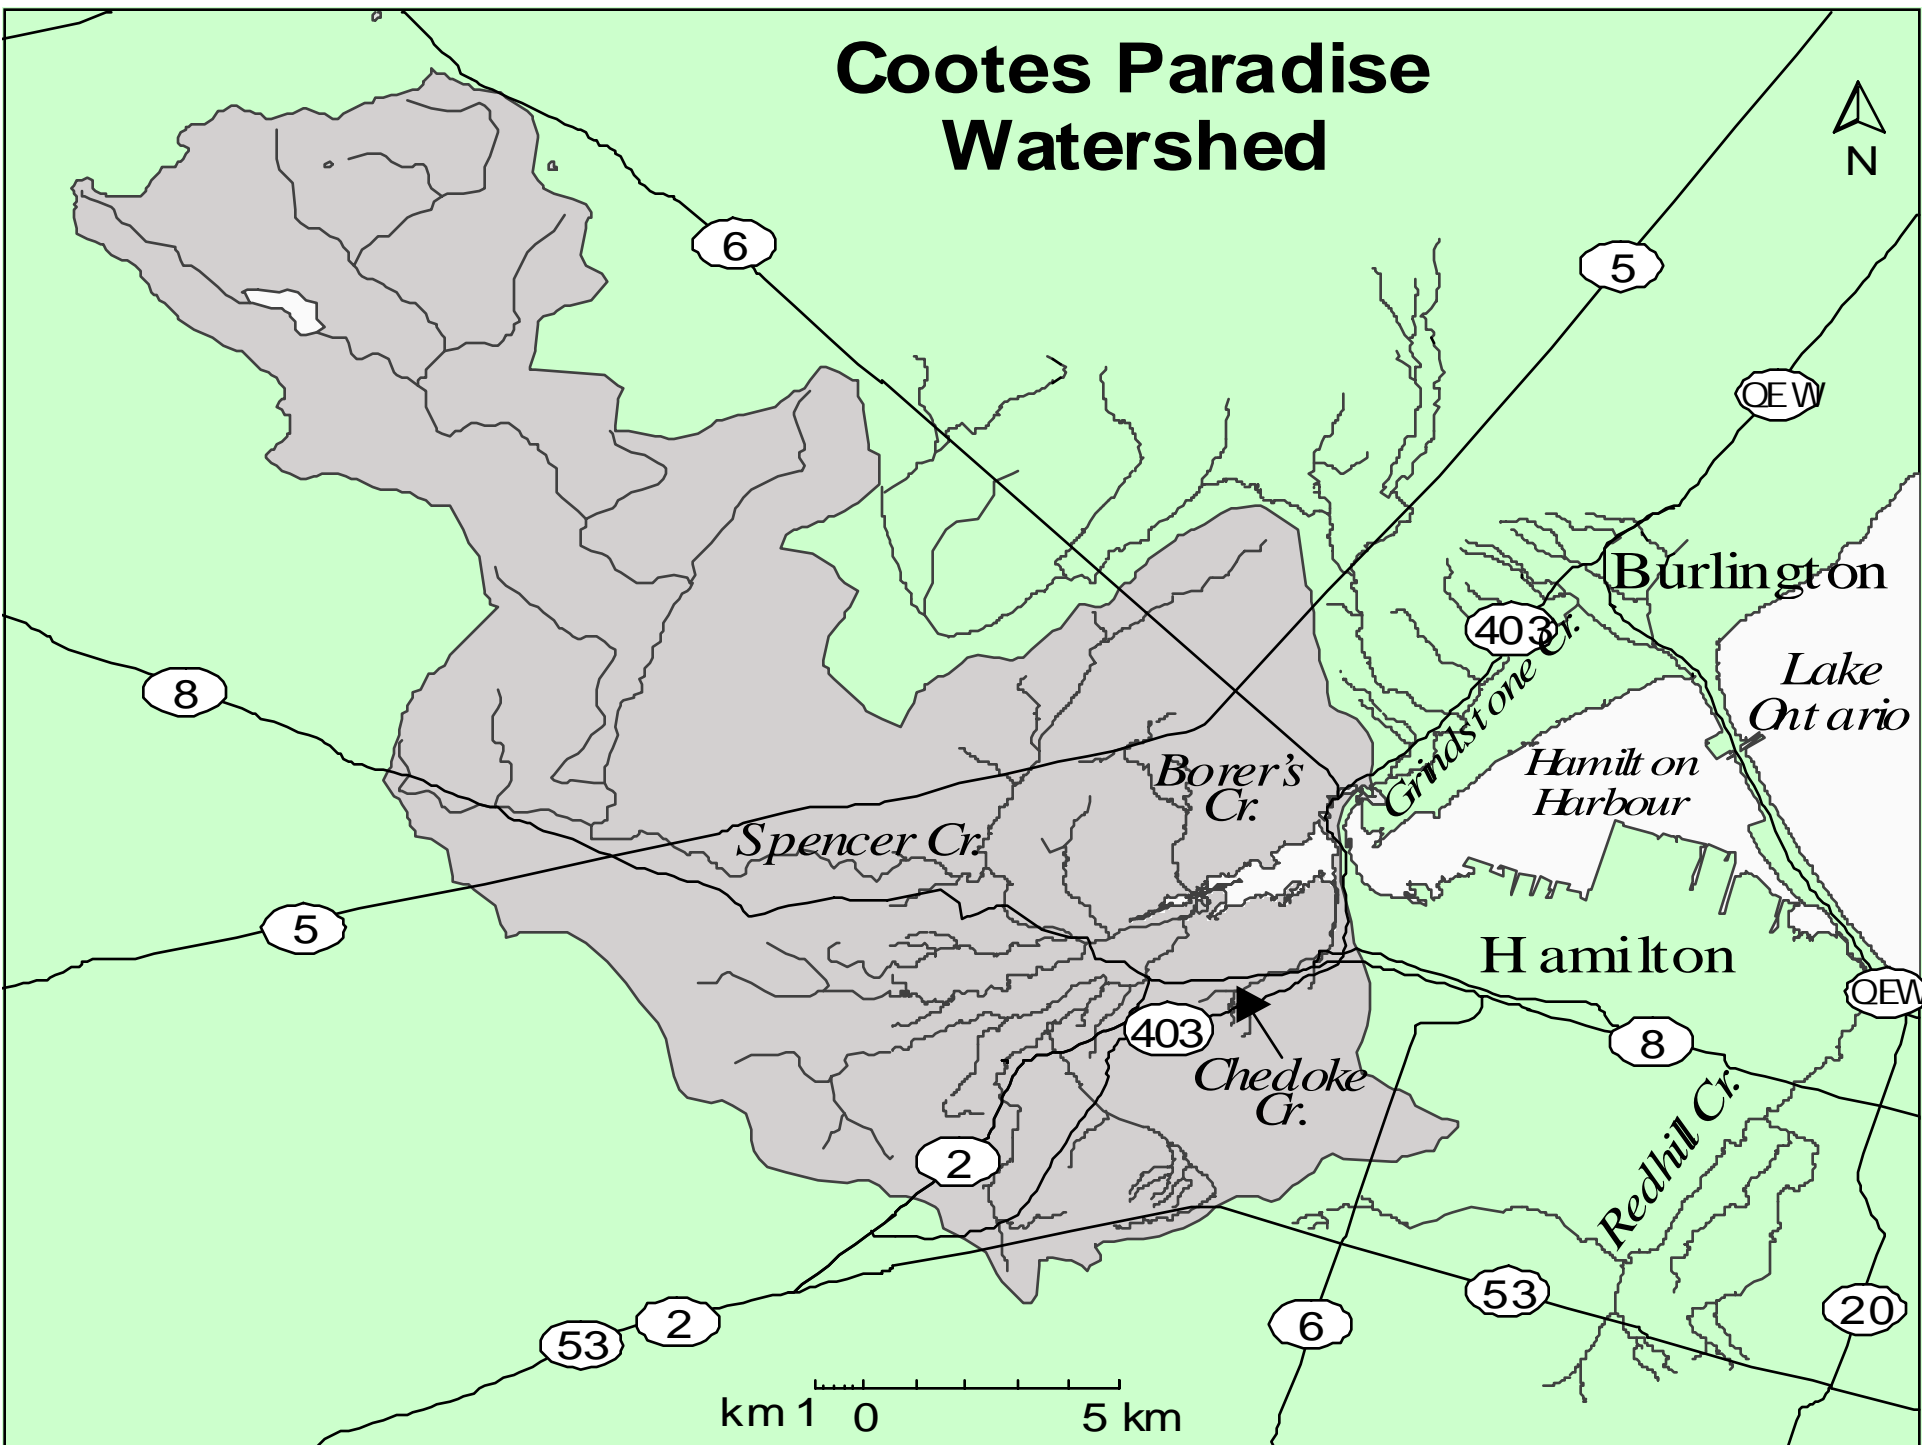 Cootes Paradise
Watershed
N
6
5
QEW
Burlington
403
Grindstone Cr.
8
Lake
Ontario
Borer's
Cr.
Hamilton
Harbour
Spencer Cr.
5
Hamilton
QEW
403
8
Chedoke
Cr.
Redhill Cr.
2
53
20
2
6
53
km 1 0 5 km